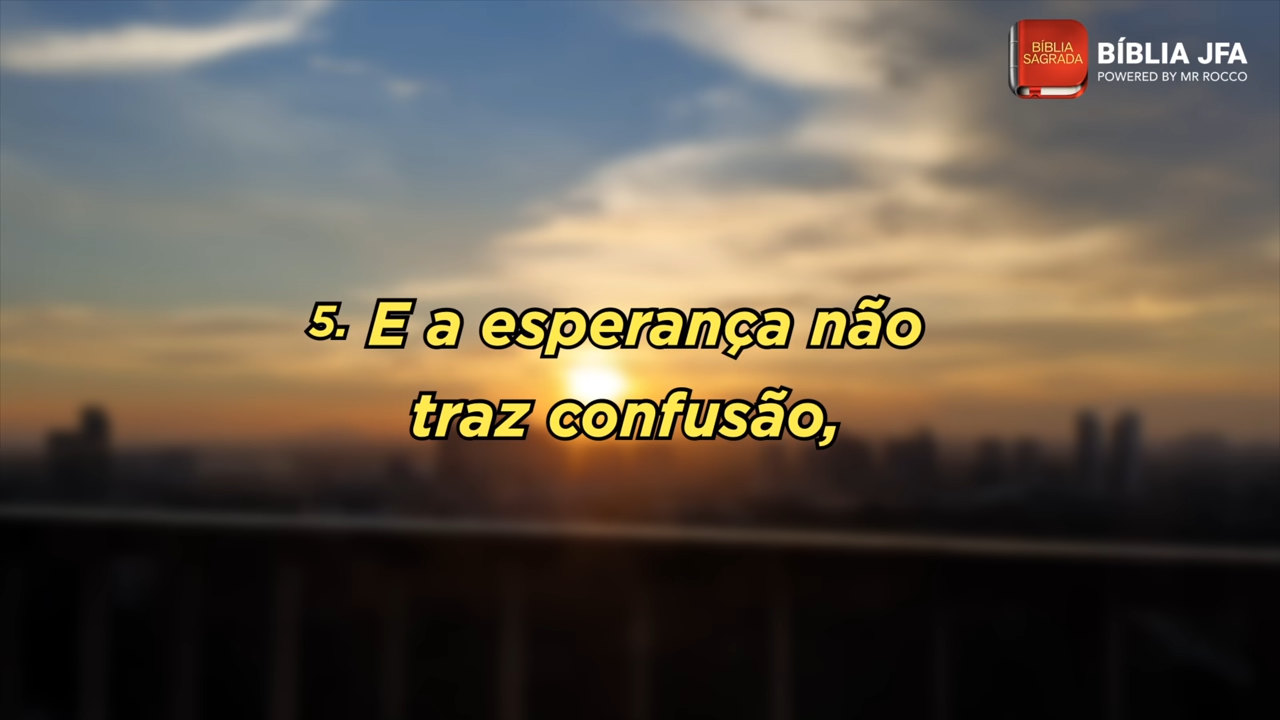 BÍBLIA
SAGRADA
BÍBLIA JFA
POWERED BY MR ROCCO
5. E a esperança não
traz confusão,